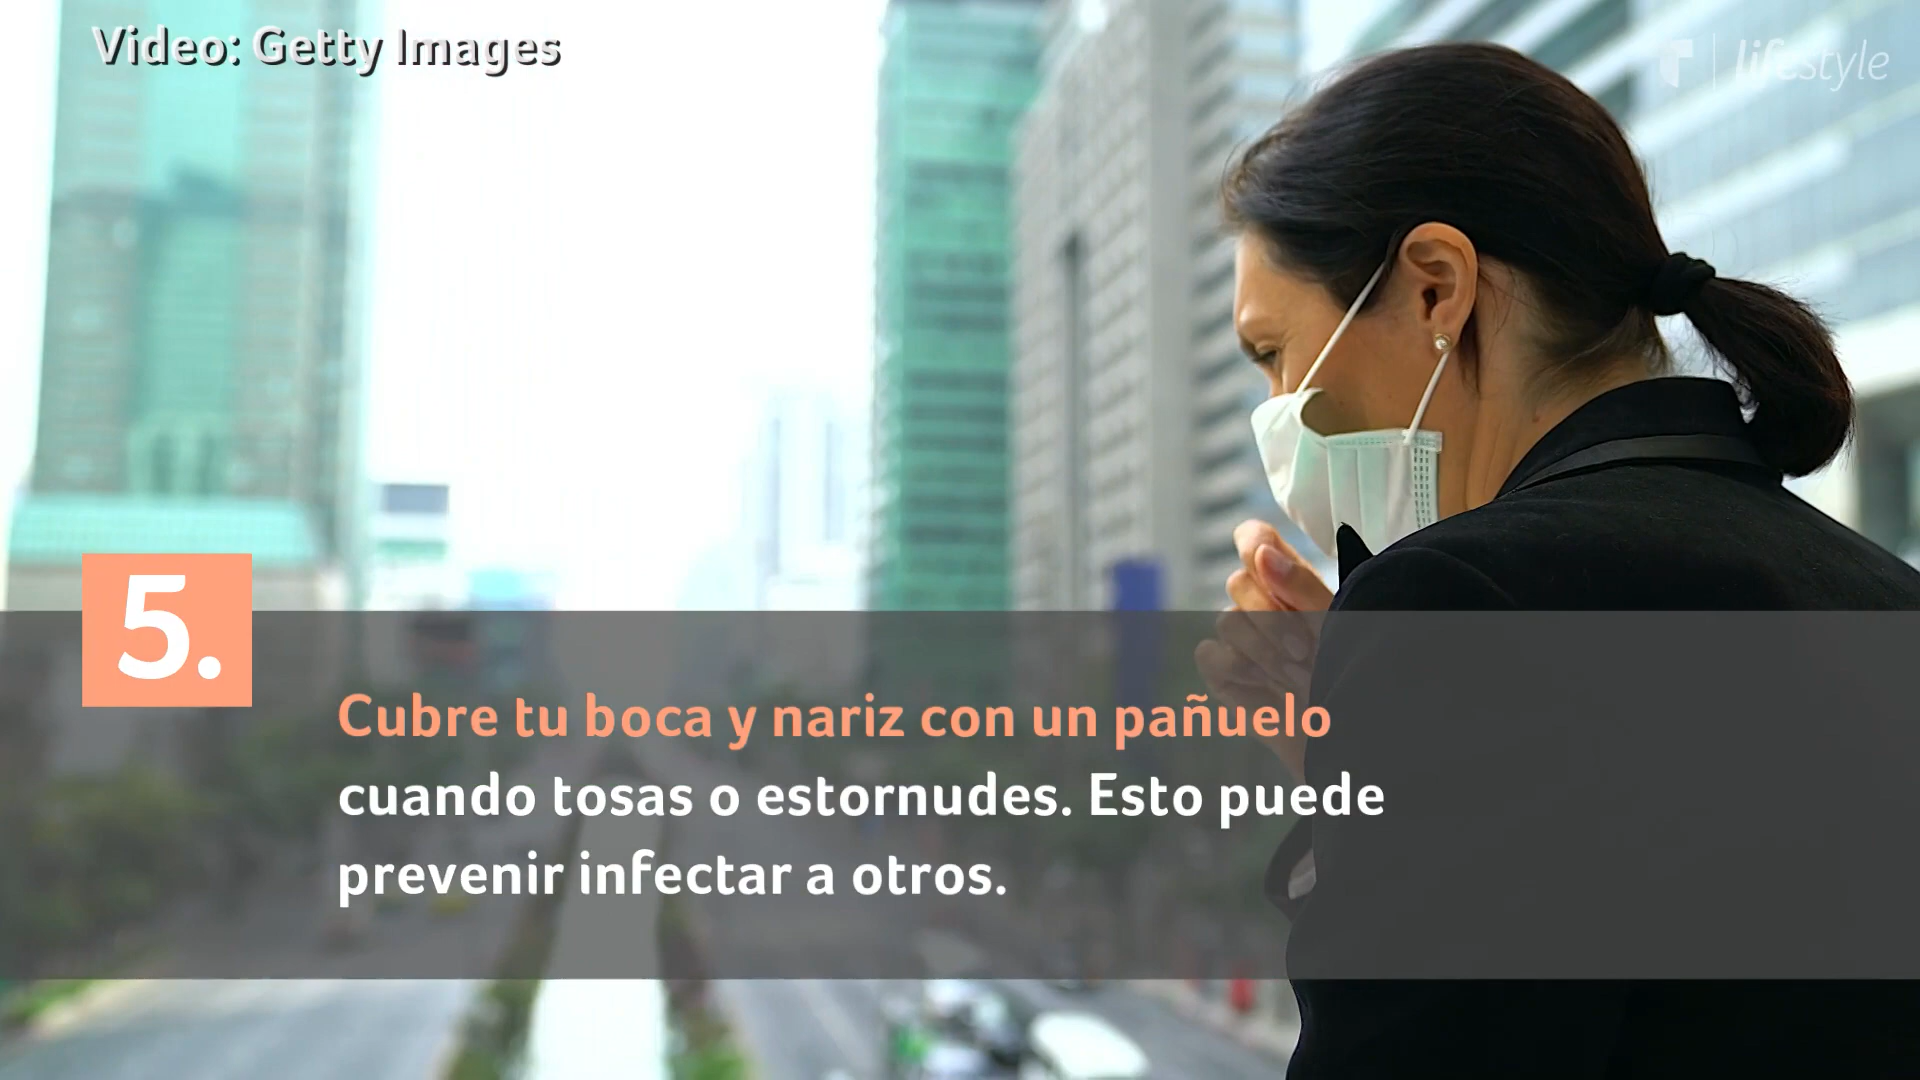 Video: Getty Images
lifestyle
5.
Cubre tu boca y nariz con un pañuelo
cuando tosas o estornudes. Esto puede
prevenir infectar a otros.